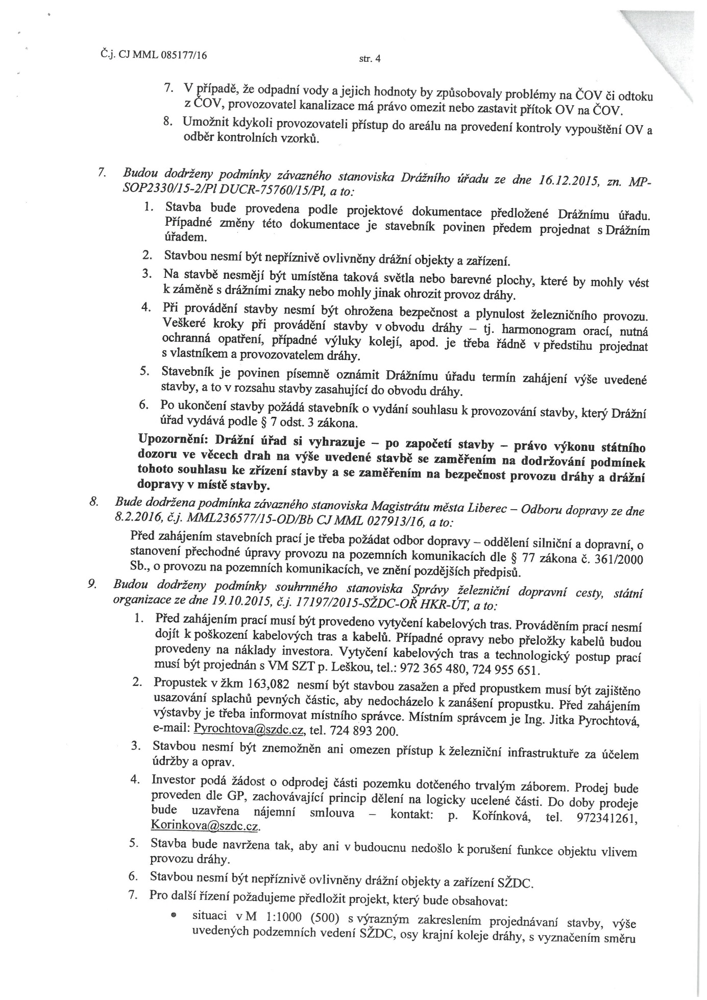 Č.j. CJ MML 085177/16
str. 4
7. V případě, že odpadní vody a jejich hodnoty by způsobovaly problémy na ČOV či odtoku
z ČOV, provozovatel kanalizace má právo omezit nebo zastavit přítok OV na ČOV.
8. Umožnit kdykoli provozovateli přístup do areálu na provedení kontroly vypouštění OV a
odběr kontrolních vzorků.
7. Budou dodrženy podmínky závazného stanoviska Drážního úřadu ze dne 16.12.2015, zn. MP-
SOP2330/15-2/Pl DUCR-75760/15/Pl, a to:
1. Stavba bude provedena podle projektové dokumentace předložené Drážnímu úřadu.
Případné změny této dokumentace je stavebník povinen předem projednat s Drážním
úřadem.
2. Stavbou nesmí být nepříznivě ovlivněny drážní objekty a zařízení.
3. Na stavbě nesmějí být umístěna taková světla nebo barevné plochy, které by mohly vést
k záměně s drážními znaky nebo mohly jinak ohrozit provoz dráhy.
4. Při provádění stavby nesmí být ohrožena bezpečnost a plynulost železničního provozu.
Veškeré kroky při provádění stavby v obvodu dráhy – tj. harmonogram orací, nutná
ochranná opatření, případné výluky kolejí, apod. je třeba řádně v předstihu projednat
s vlastníkem a provozovatelem dráhy.
5. Stavebník je povinen písemně oznámit Drážnímu úřadu termín zahájení výše uvedené
stavby, a to v rozsahu stavby zasahující do obvodu dráhy.
6. Po ukončení stavby požádá stavebník o vydání souhlasu k provozování stavby, který Drážní
úřad vydává podle § 7 odst. 3 zákona.
Upozornění: Drážní úřad si vyhrazuje – po započetí stavby – právo výkonu státního
dozoru ve věcech drah na výše uvedené stavbě se zaměřením na dodržování podmínek
tohoto souhlasu ke zřízení stavby a se zaměřením na bezpečnost provozu dráhy a drážní
dopravy v místě stavby.
8. Bude dodržena podmínka závazného stanoviska Magistrátu města Liberec – Odboru dopravy ze dne
8.2.2016, č.j. MML236577/15-OD/Bb CJ MML 027913/16, a to:
Před zahájením stavebních prací je třeba požádat odbor dopravy – oddělení silniční a dopravní, o
stanovení přechodné úpravy provozu na pozemních komunikacích dle § 77 zákona č. 361/2000
Sb., o provozu na pozemních komunikacích, ve znění pozdějších předpisů.
9. Budou dodrženy podmínky souhrnného stanoviska Správy železniční dopravní cesty, státní
organizace ze dne 19.10.2015, č.j. 17197/2015-SŽDC-OŘ HKR-ÚT, a to:
1. Před zahájením prací musí být provedeno vytyčení kabelových tras. Prováděním prací nesmí
dojít k poškození kabelových tras a kabelů. Případné opravy nebo přeložky kabelů budou
provedeny na náklady investora. Vytyčení kabelových tras a technologický postup prací
musí být projednán s VM SZT p. Leškou, tel.: 972 365 480, 724 955 651.
2. Propustek v žkm 163,082 nesmí být stavbou zasažen a před propustkem musí být zajištěno
usazování splachů pevných částic, aby nedocházelo k zanášení propustku. Před zahájením
výstavby je třeba informovat místního správce. Místním správcem je Ing. Jitka Pyrochtová,
e-mail: Pyrochtova@szdc.cz, tel. 724 893 200.
3. Stavbou nesmí být znemožněn ani omezen přístup k železniční infrastruktuře za účelem
údržby a oprav.
4. Investor podá žádost o odprodej části pozemku dotčeného trvalým záborem. Prodej bude
proveden dle GP, zachovávající princip dělení na logicky ucelené části. Do doby prodeje
bude uzavřena nájemní smlouva – kontakt: p. Kořínková, tel. 972341261,
Korinkova@szdc.cz.
5. Stavba bude navržena tak, aby ani v budoucnu nedošlo k porušení funkce objektu vlivem
provozu dráhy.
6. Stavbou nesmí být nepříznivě ovlivněny drážní objekty a zařízení SŽDC.
7. Pro další řízení požadujeme předložit projekt, který bude obsahovat:
• situaci v M 1:1000 (500) s výrazným zakreslením projednávaní stavby, výše
uvedených podzemních vedení SŽDC, osy krajní koleje dráhy, s vyznačením směru